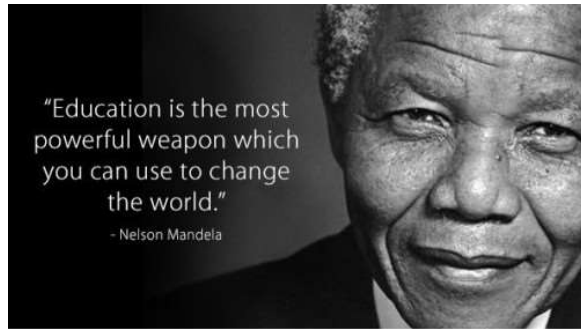 “Education is the most
powerful weapon which
you can use to change
the world.”
- Nelson Mandela